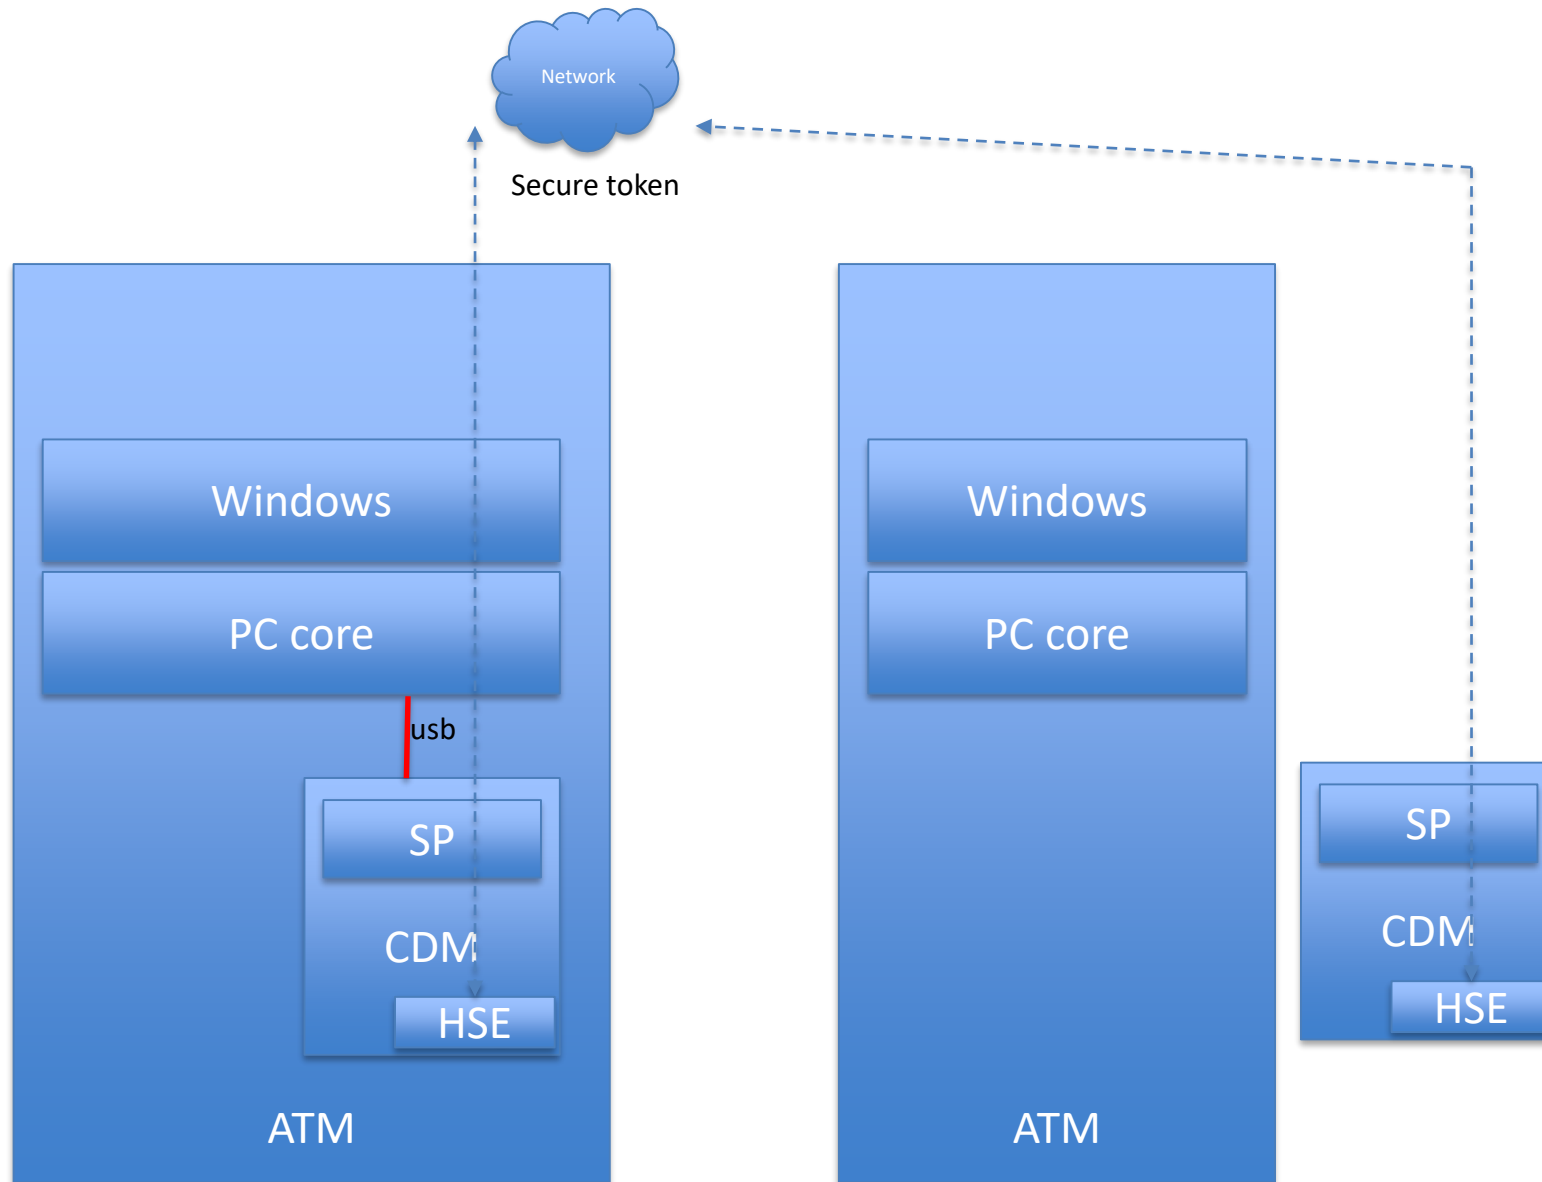 Network
Secure token
Windows
PC core
usb
SP
CDM
HSE
ATM
Windows
PC core
ATM
SP
CDM
HSE